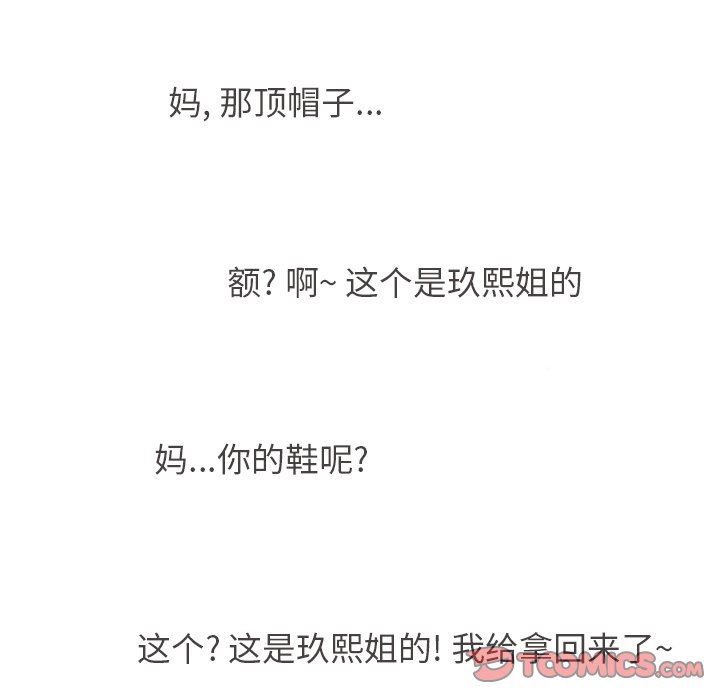 妈, 那顶帽子...
额? 啊~ 这个是玖熙姐的
妈...你的鞋呢?
这个? 这是玖熙姐的! 我给拿回来了~
TCOMICS.COM